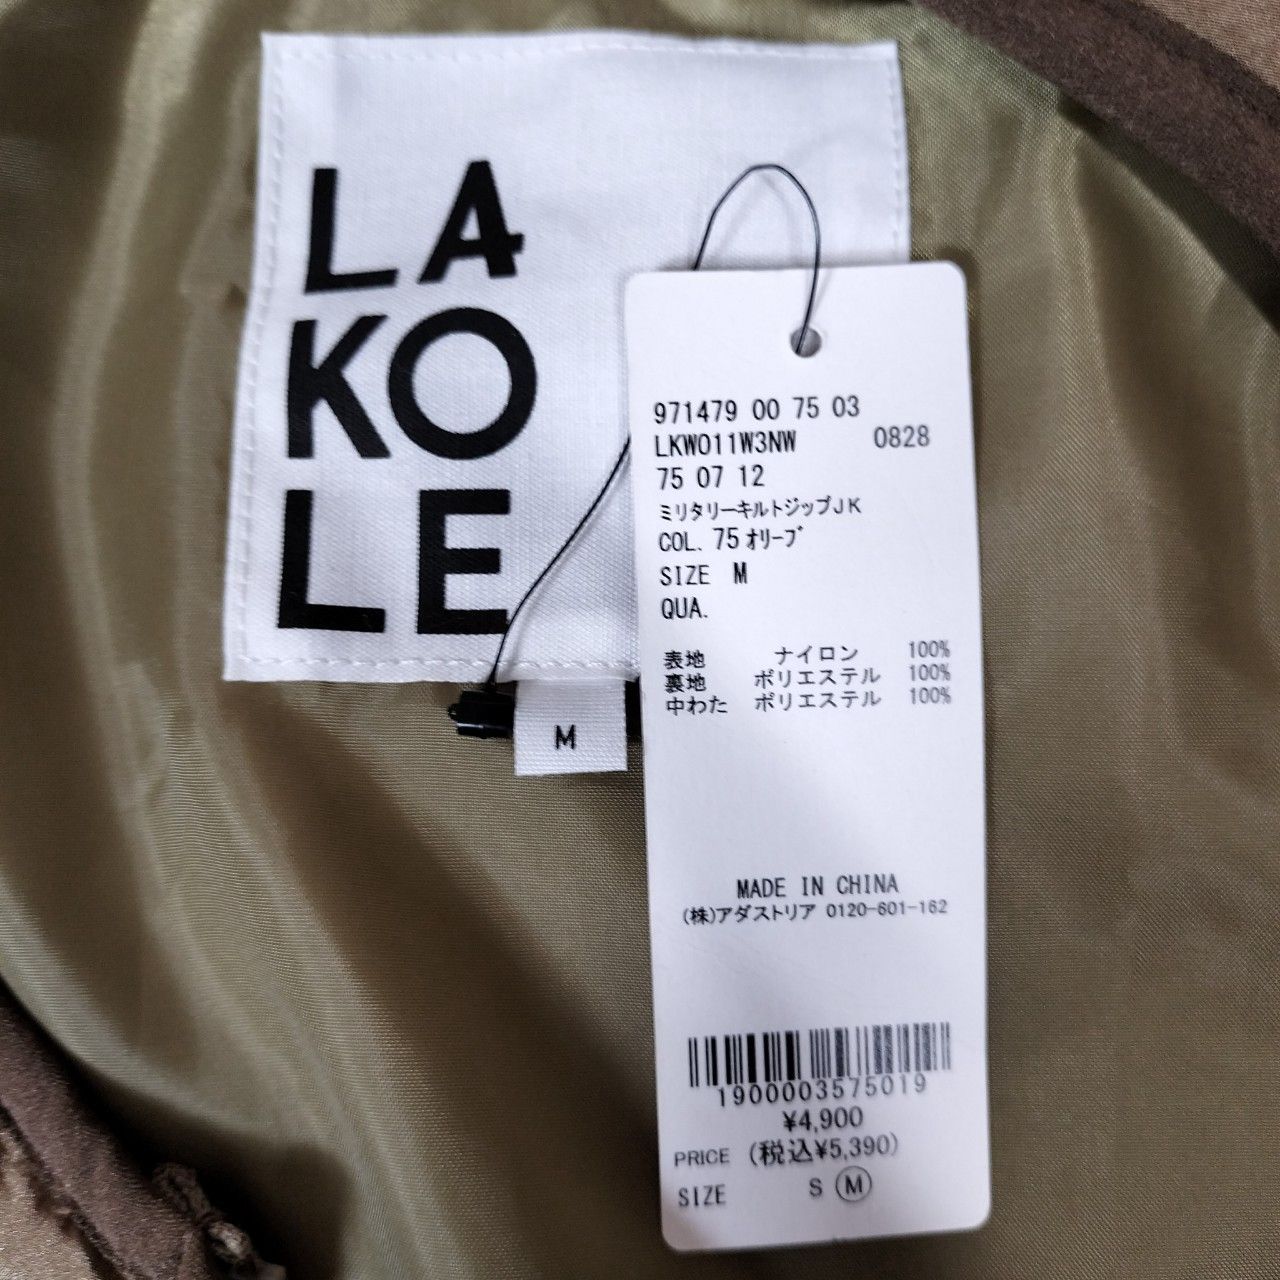 LA
KO
LE
M
971479 00 75 03
LKW011W3NW 0828
75 07 12
ミリタリーキルトジップJK
COL. 75 オリーブ
SIZE M
QUA.
表地 ナイロン 100%
裏地 ポリエステル 100%
中わた ポリエステル 100%
MADE IN CHINA
(株)アダストリア 0120-601-162
1900003575019
¥4,900
PRICE (税込¥5,390)
SIZE S M